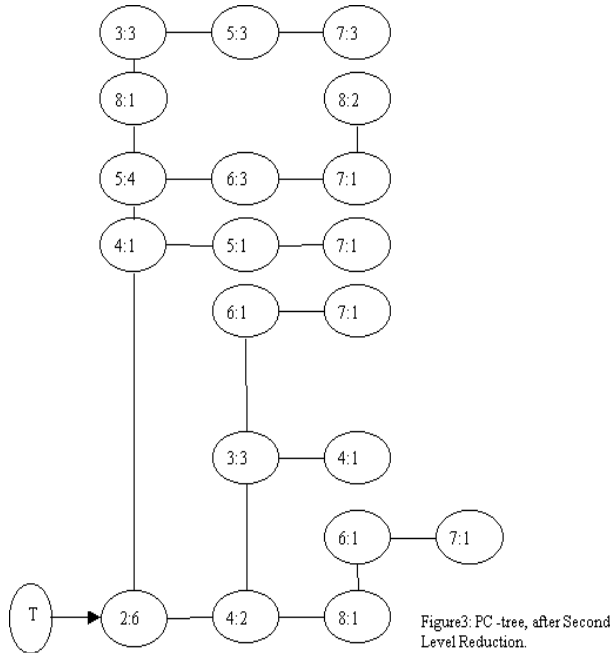 3:3 5:3 7:3
8:1 8:2
5:4 6:3 7:1
4:1 5:1 7:1
6:1 7:1
3:3 4:1
6:1 7:1
T 2:6 4:2 8:1
Figure3: PC -tree, after Second
Level Reduction.